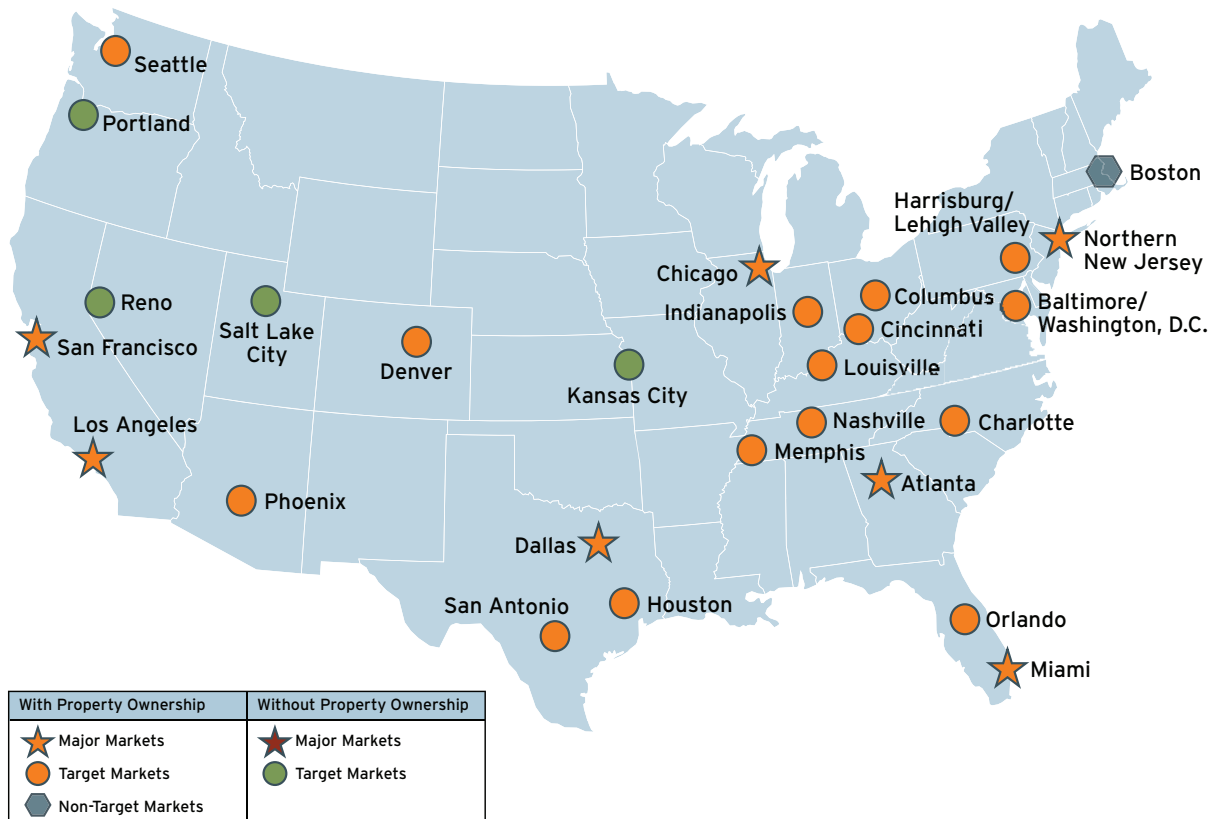 Seattle
Portland
Boston
Harrisburg/
Lehigh Valley
Northern
New Jersey
Chicago
Reno
Salt Lake
City
Indianapolis
Columbus
Baltimore/
Washington, D.C.
Cincinnati
San Francisco
Denver
Louisville
Kansas City
Los Angeles
Nashville
Charlotte
Memphis
Phoenix
Atlanta
Dallas
San Antonio
Houston
Orlando
Miami
With Property Ownership
Major Markets
Target Markets
Non-Target Markets
Without Property Ownership
Major Markets
Target Markets